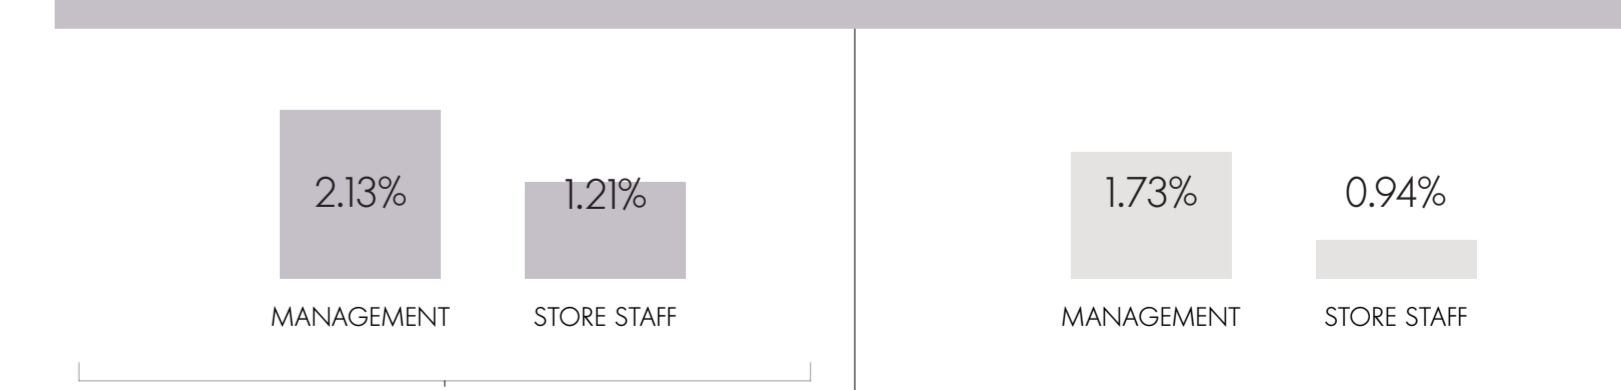 2.13% 1.21%
MANAGEMENT STORE STAFF
1.73% 0.94%
MANAGEMENT STORE STAFF